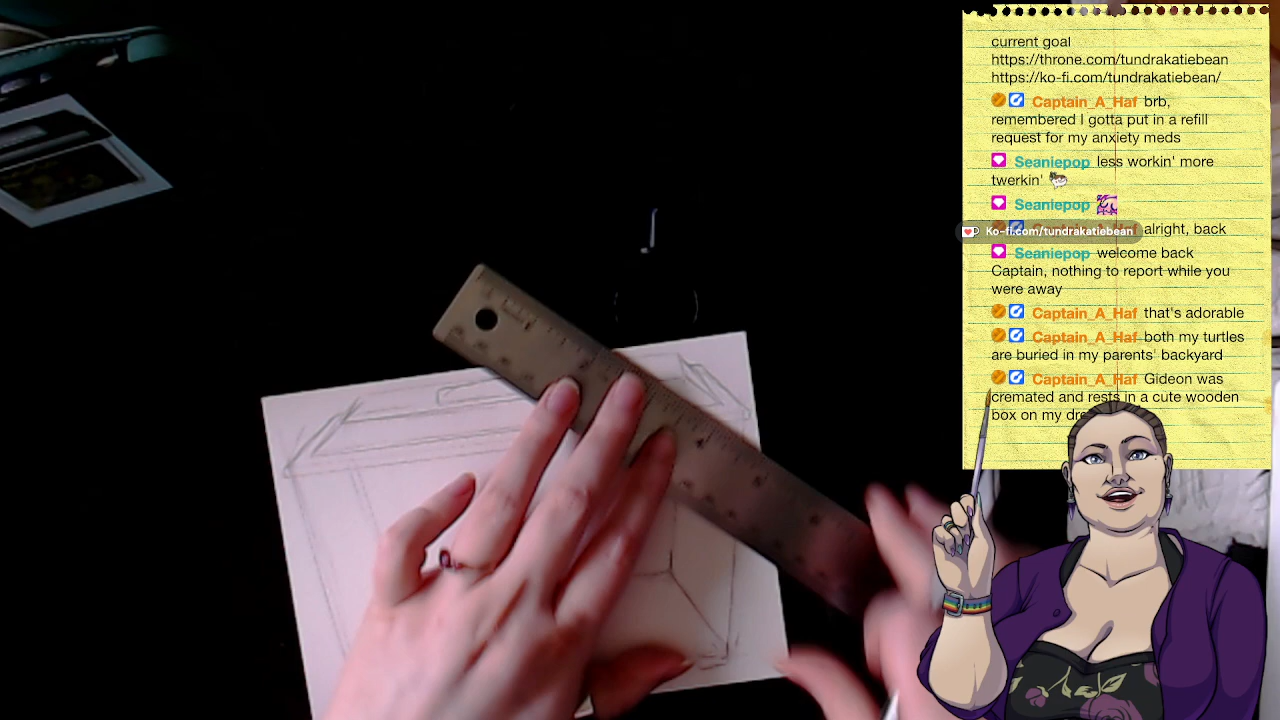 current goal
https://throne.com/tundrakatiebean
https://ko-fi.com/tundrakatiebean/
Captain_A_Haf brb,
remembered I gotta put in a refill
request for my anxiety meds
Seaniepop less workin' more
twerkin'
Seaniepop
Ko-fi.com/tundrakatiebean alright, back
Seaniepop welcome back
Captain, nothing to report while you
were away
Captain_A_Haf that's adorable
Captain_A_Haf both my turtles
are buried in my parents' backyard
Captain_A_Haf Gideon was
cremated and rests in a cute wooden
box on my